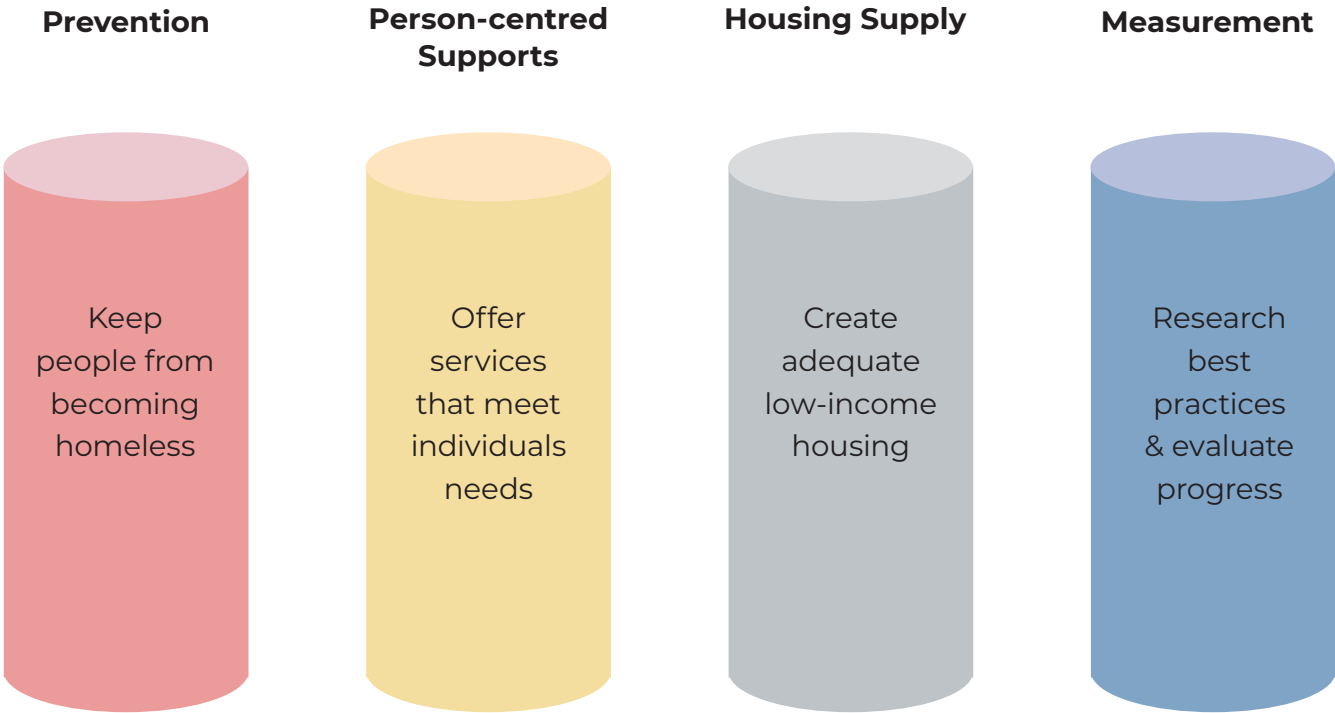 Prevention
Person-centred
Supports
Housing Supply
Measurement
Keep
people from
becoming
homeless
Offer
services
that meet
individuals
needs
Create
adequate
low-income
housing
Research
best
practices
& evaluate
progress